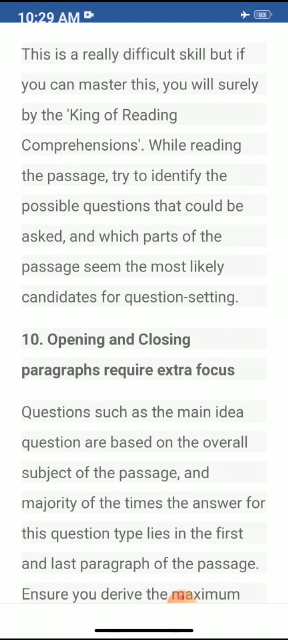 10:29 AM
83
This is a really difficult skill but if
you can master this, you will surely
by the 'King of Reading
Comprehensions'. While reading
the passage, try to identify the
possible questions that could be
asked, and which parts of the
passage seem the most likely
candidates for question-setting.
10. Opening and Closing
paragraphs require extra focus
Questions such as the main idea
question are based on the overall
subject of the passage, and
majority of the times the answer for
this question type lies in the first
and last paragraph of the passage.
Ensure you derive the maximum